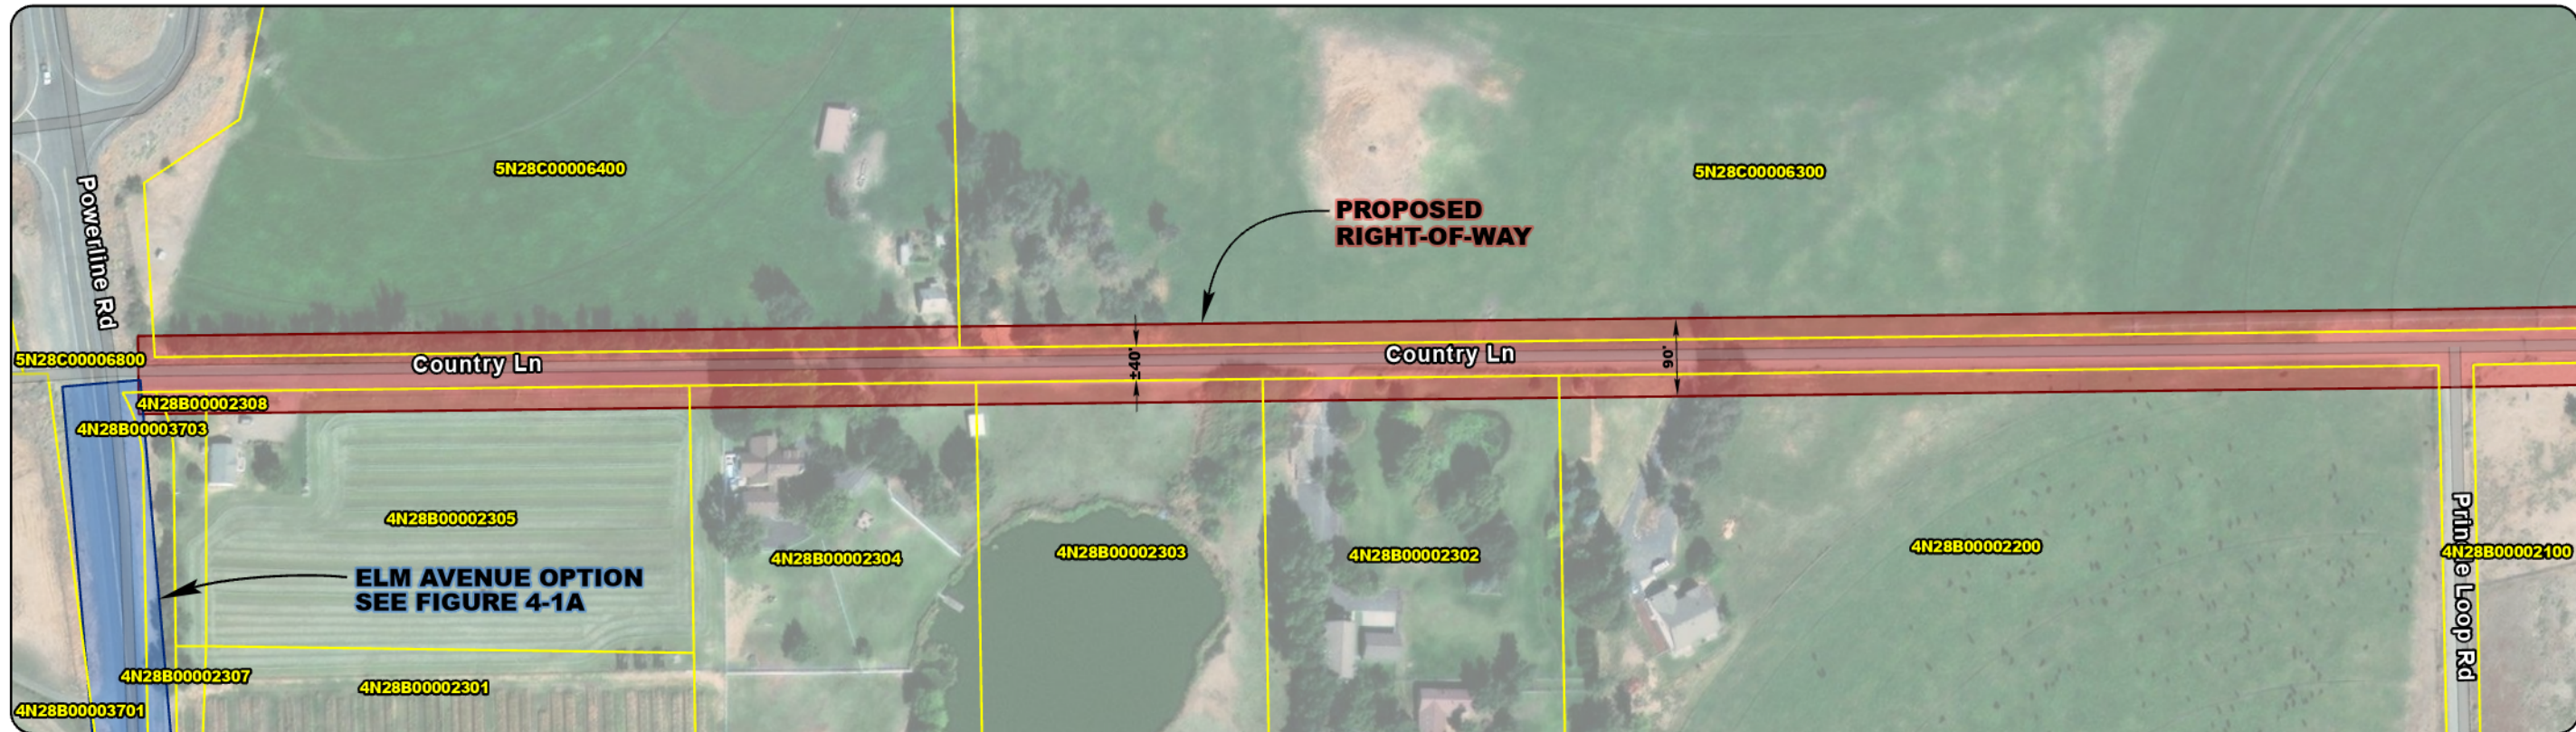 5N28C00006400
5N28C00006300
Powerline Rd
PROPOSED
RIGHT-OF-WAY
5N28C00006800
Country Ln
±40'
Country Ln
90'
4N28B00002308
4N28B00003703
4N28B00002305
4N28B00002304
4N28B00002303
4N28B00002302
4N28B00002200
4N28B00002100
ELM AVENUE OPTION
SEE FIGURE 4-1A
4N28B00002307
4N28B00002301
4N28B00003701
Loop Rd